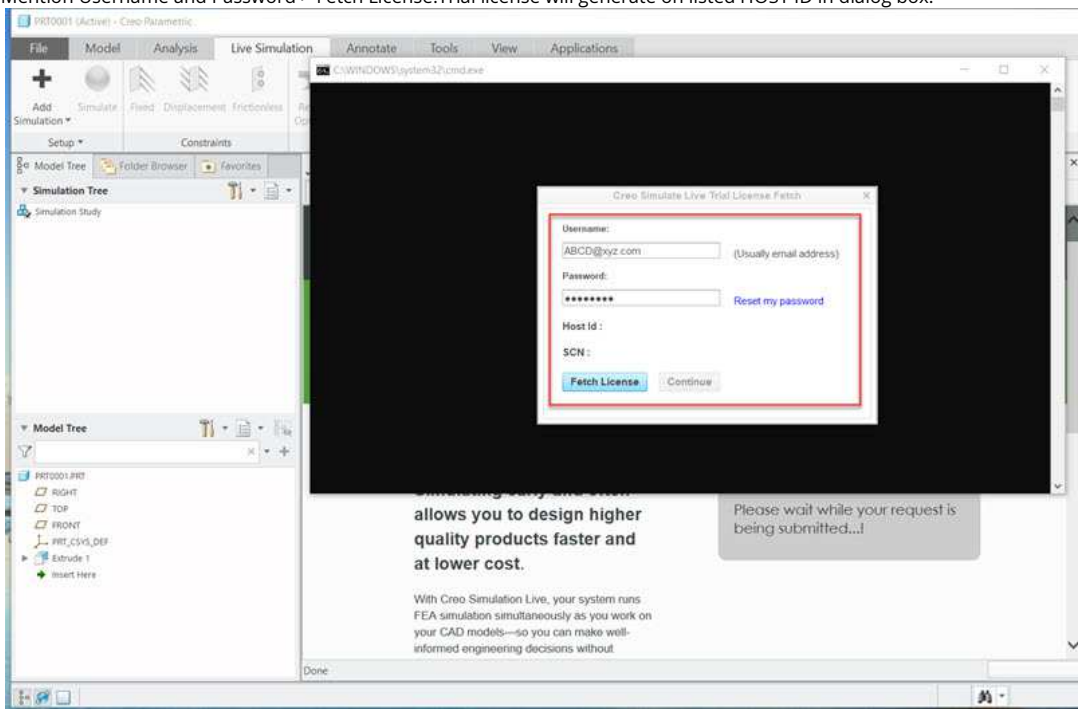 Mention Username and Password > Fetch License.Trial license will generate on listed HOST ID in dialog box.
PRT0001 (Active) - Creo Parametric
File Model Analysis Live Simulation Annotate Tools View Applications
C:\WINDOWS\system32\cmd.exe
Add Simulation Simulate Fixed Displacement Frictionless
Setup Constraints
Model Tree Folder Browser Favorites
Simulation Tree
Simulation Study
Creo Simulate Live Trial License Fetch
Username:
ABCD@xyz.com (Usually email address)
Password:
******** Reset my password
Host Id :
SCN :
Fetch License Continue
Model Tree
PRT0001.PRT
RIGHT
TOP
FRONT
PRT_CSYS_DEF
Extrude 1
Insert Here
allows you to design higher
quality products faster and
at lower cost.
Please wait while your request is
being submitted...!
With Creo Simulation Live, your system runs
FEA simulation simultaneously as you work on
your CAD models—so you can make well-
informed engineering decisions without
Done